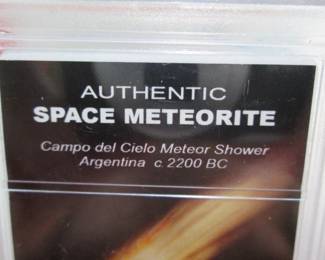 AUTHENTIC
SPACE METEORITE
Campo del Cielo Meteor Shower
Argentina c. 2200 BC